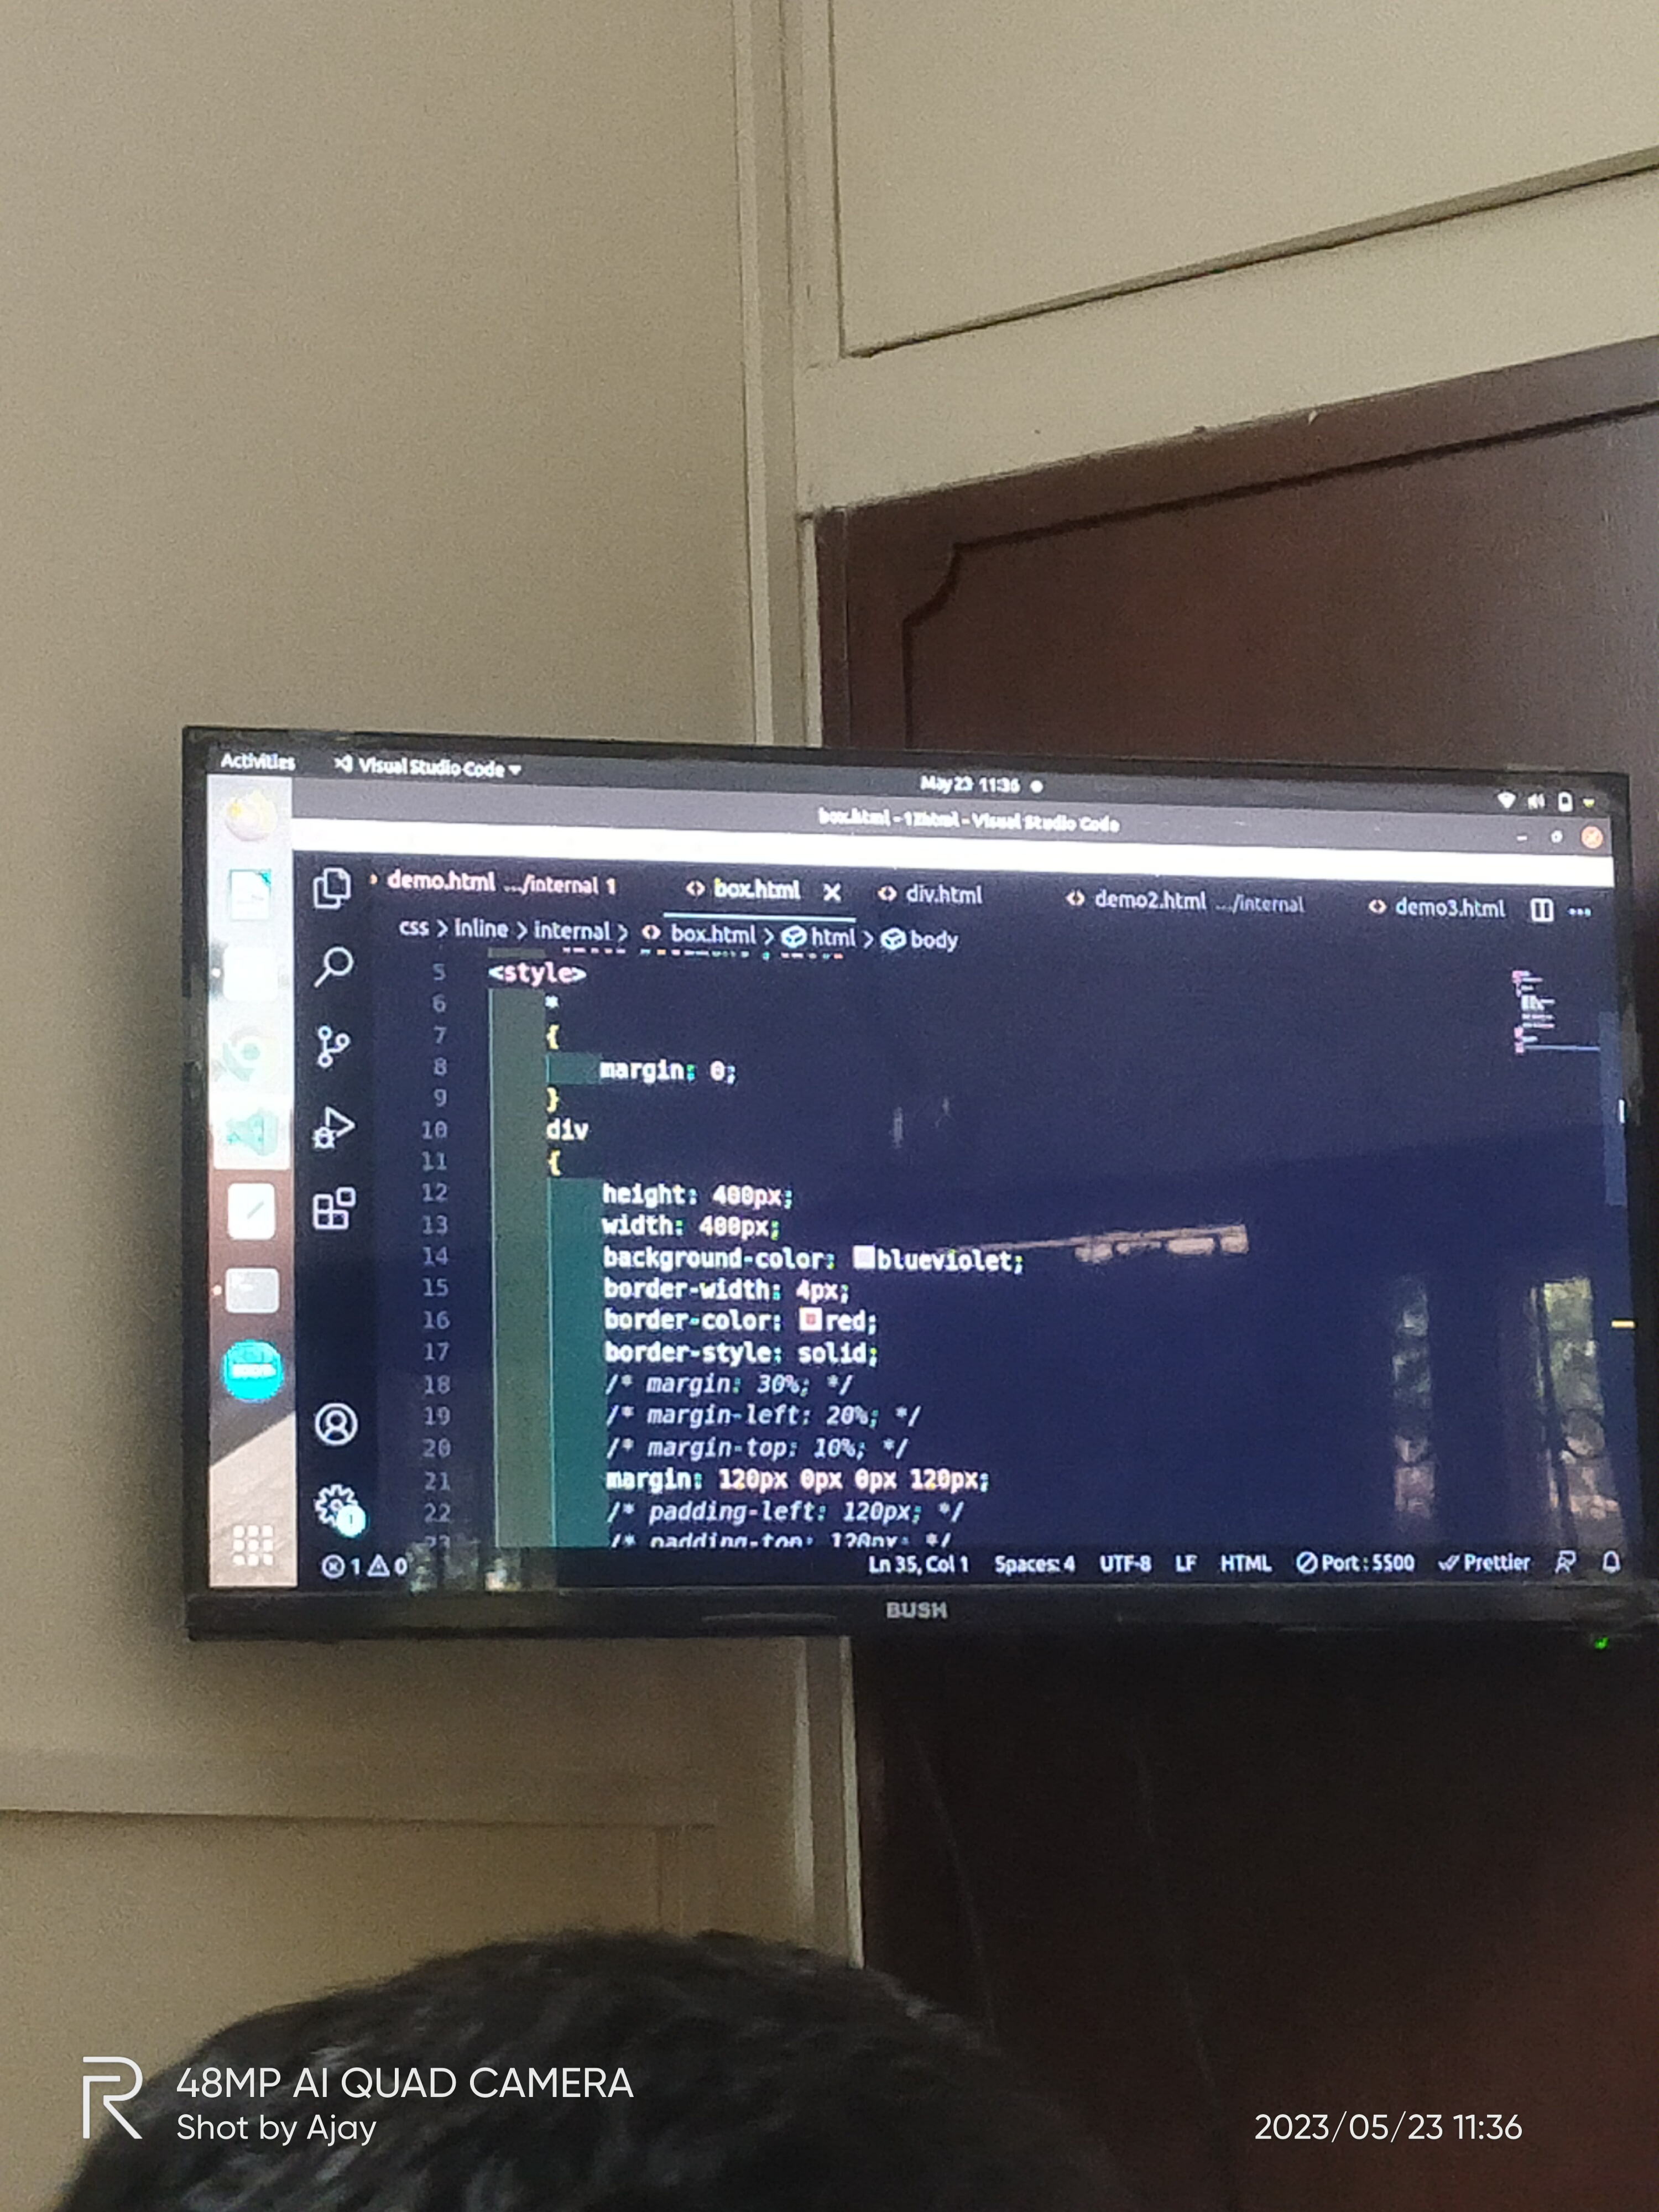 Activities Visual Studio Code May 23 11:36
box.html - 12html - Visual Studio Code
demo.html .../internal 1 box.html div.html demo2.html .../internal demo3.html
css > inline > internal > box.html > html > body
5 <style>
6 *
7 {
8 margin: 0;
9 }
10 div
11 {
12 height: 400px;
13 width: 400px;
14 background-color: blueviolet;
15 border-width: 4px;
16 border-color: red;
17 border-style: solid;
18 /* margin: 30%; */
19 /* margin-left: 20%; */
20 /* margin-top: 10%; */
21 margin: 120px 0px 0px 120px;
22 /* padding-left: 120px; */
23 /* padding-top: 120px; */
1 0 Ln 35, Col 1 Spaces: 4 UTF-8 LF HTML Port : 5500 Prettier
BUSH
48MP AI QUAD CAMERA
Shot by Ajay
2023/05/23 11:36